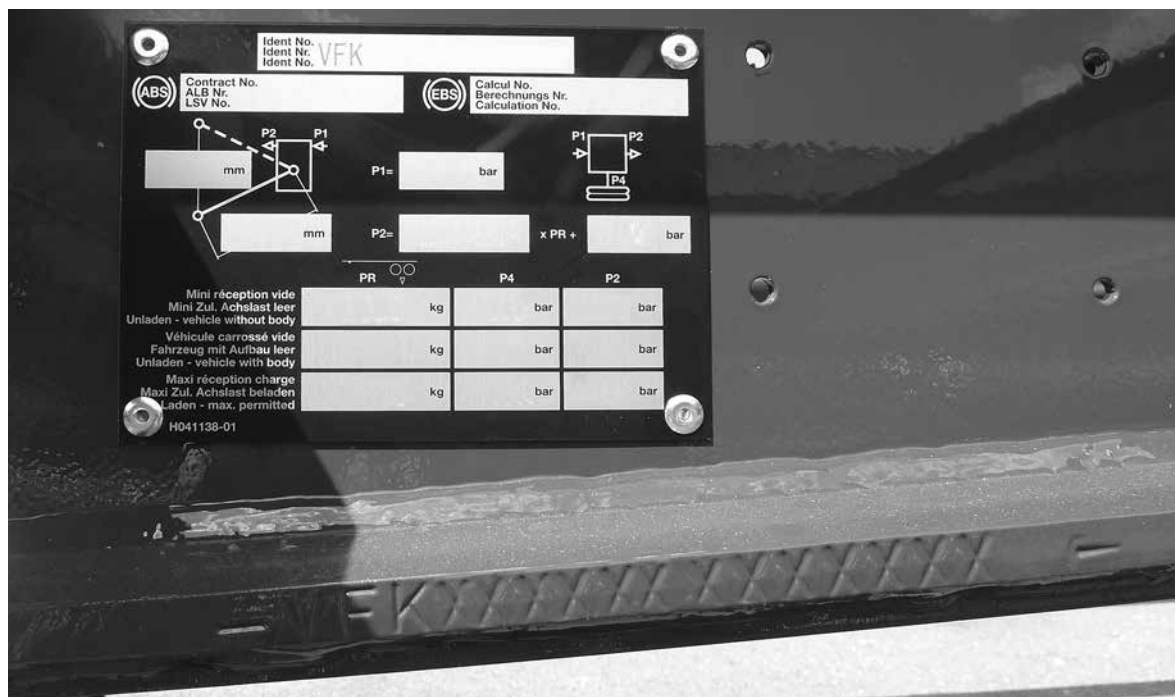 Ident No.
Ident Nr. VFK
Ident No.
ABS
Contract No.
ALB Nr.
LSV No.
EBS
Calcul No.
Berechnungs Nr.
Calculation No.
P2 P1
mm
P1= bar
P1 P2
P4
mm
P2= x PR + bar
PR P4 P2
Mini réception vide
Mini Zul. Achslast leer kg bar bar
Unladen - vehicle without body
Véhicule carrossé vide
Fahrzeug mit Aufbau leer kg bar bar
Unladen - vehicle with body
Maxi réception charge
Maxi Zul. Achslast beladen kg bar bar
Laden - max. permitted
H041138-01